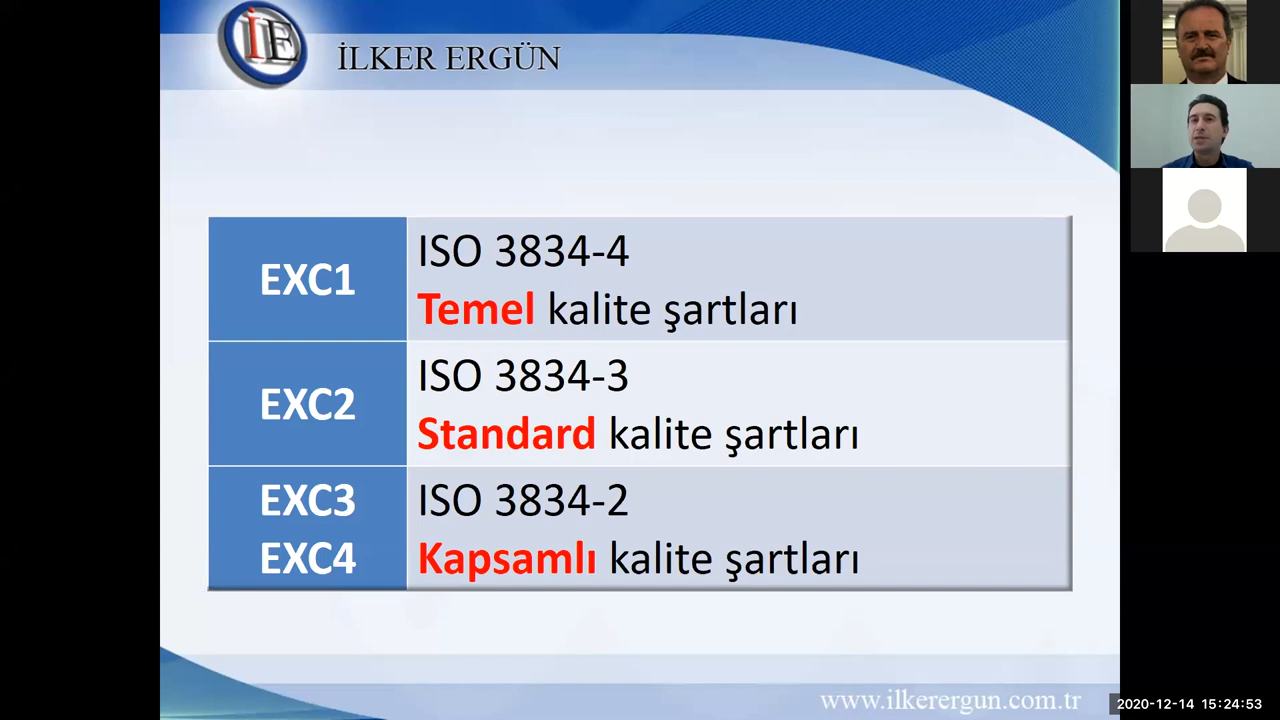 İE
İLKER ERGÜN
EXC1
ISO 3834-4
Temel kalite şartları
EXC2
ISO 3834-3
Standard kalite şartları
EXC3
EXC4
ISO 3834-2
Kapsamlı kalite şartları
www.ilkerergun.com.tr
2020-12-14 15:24:53